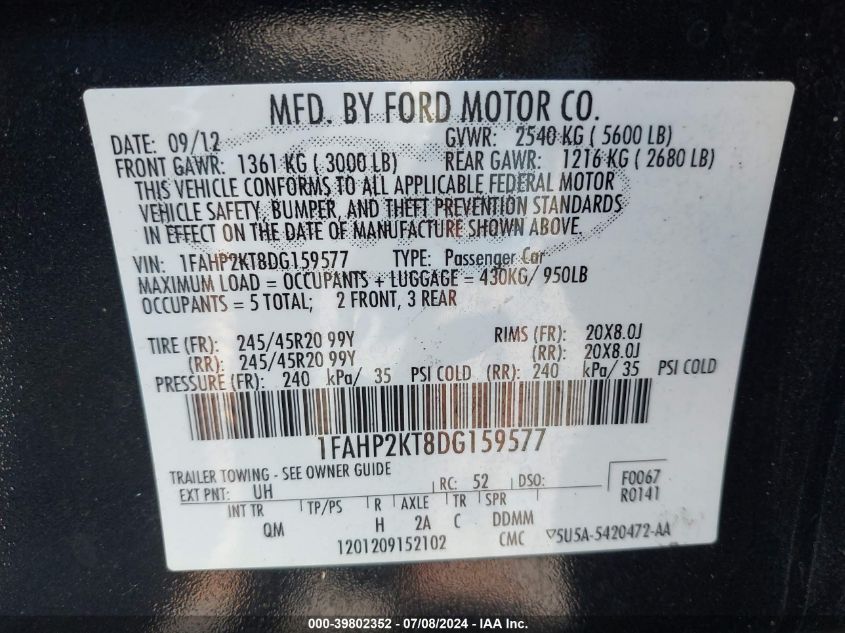 MFD. BY FORD MOTOR CO.
DATE: 09/12 GVWR: 2540 KG ( 5600 LB)
FRONT GAWR: 1361 KG ( 3000 LB) REAR GAWR: 1216 KG ( 2680 LB)
THIS VEHICLE CONFORMS TO ALL APPLICABLE FEDERAL MOTOR
VEHICLE SAFETY, BUMPER, AND THEFT PREVENTION STANDARDS
IN EFFECT ON THE DATE OF MANUFACTURE SHOWN ABOVE.
VIN: 1FAHP2KT8DG159577 TYPE: Passenger Car
MAXIMUM LOAD = OCCUPANTS + LUGGAGE = 430KG/ 950LB
OCCUPANTS = 5 TOTAL; 2 FRONT, 3 REAR
TIRE (FR): 245/45R20 99Y RIMS (FR): 20X8.0J
(RR): 245/45R20 99Y (RR): 20X8.0J
PRESSURE (FR): 240 kPa/ 35 PSI COLD (RR): 240 kPa/ 35 PSI COLD
1FAHP2KT8DG159577
TRAILER TOWING - SEE OWNER GUIDE
EXT PNT: UH RC: 52 DSO: F0067
R0141
INT TR TP/PS R AXLE TR SPR
QM H 2A C DDMM
1201209152102 CMC ▽5U5A-5420472-AA
000-39802352 - 07/08/2024 - IAA Inc.